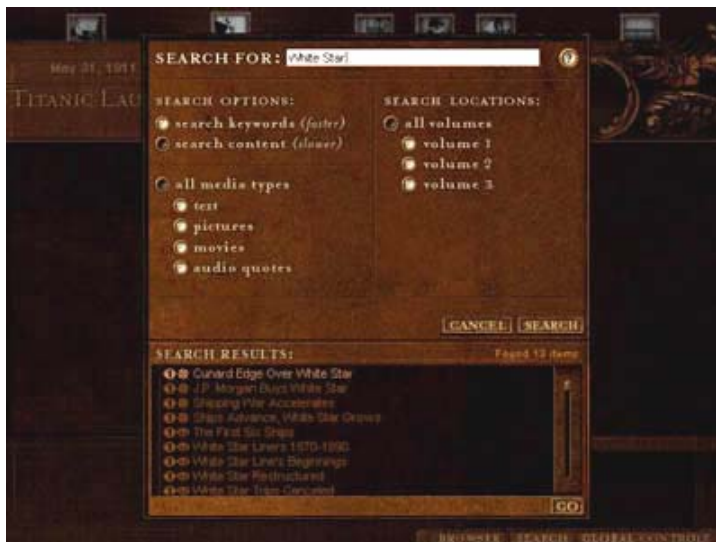 May 31, 1911
TITANIC LAU
SEARCH FOR: White Star
?
SEARCH OPTIONS:
search keywords (faster)
search content (slower)
all media types
text
pictures
movies
audio quotes
SEARCH LOCATIONS:
all volumes
volume 1
volume 2
volume 3
CANCEL SEARCH
SEARCH RESULTS: Found 13 items
Cunard Edge Over White Star
J.P. Morgan Buys White Star
Shipping War Accelerates
Ships Advance, White Star Grows
The First Six Ships
White Star Liners 1870-1890
White Star Line's Beginnings
White Star Restructured
White Star Trips Canceled
GO
BROWSER SEARCH GLOBAL CONTROLS